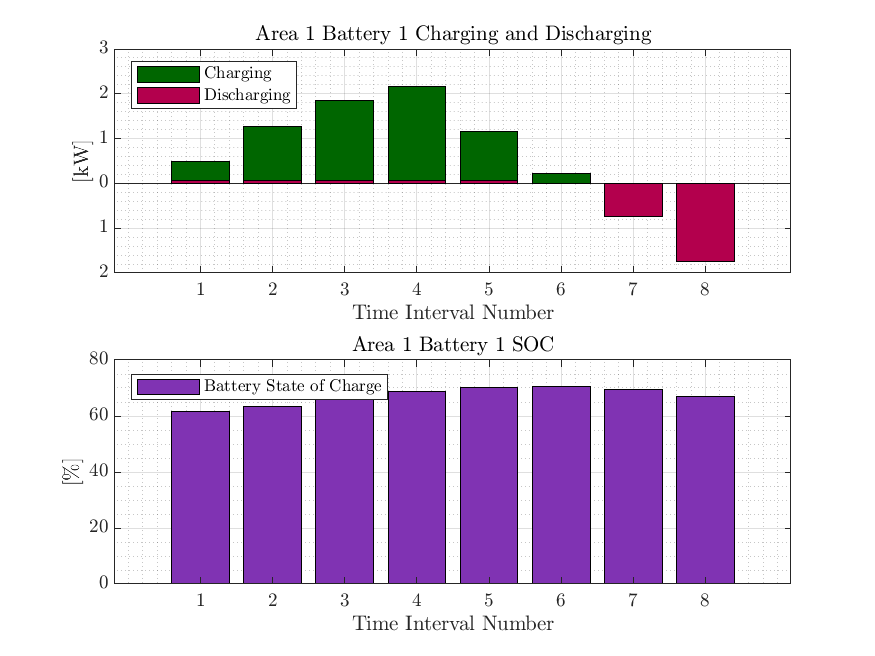 Area 1 Battery 1 Charging and Discharging
3
2
1
0
1
2
[kW]
Charging
Discharging
1 2 3 4 5 6 7 8
Time Interval Number
Area 1 Battery 1 SOC
80
60
40
20
0
[%]
Battery State of Charge
1 2 3 4 5 6 7 8
Time Interval Number